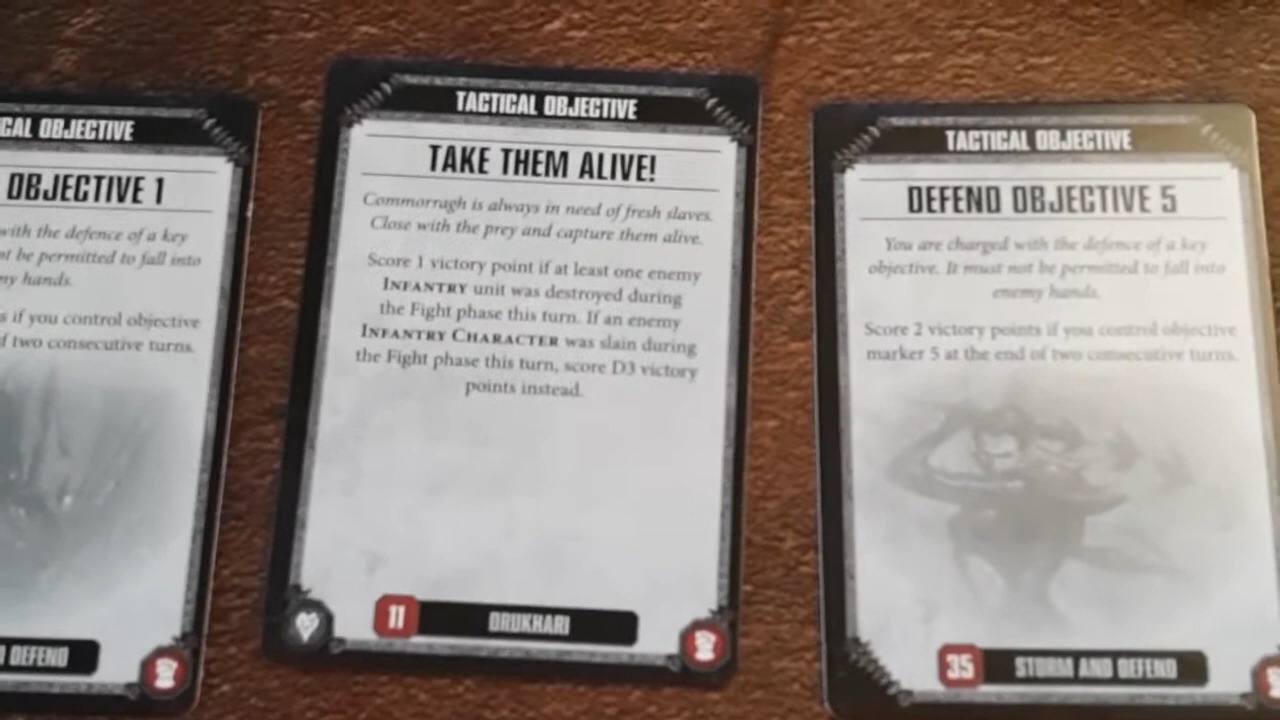 CAL OBJECTIVE
OBJECTIVE 1
with the defence of a key
be permitted to fall into
hands.
if you control objective
two consecutive turns.
DEFEND
TACTICAL OBJECTIVE
TAKE THEM ALIVE!
Commorragh is always in need of fresh slaves.
Close with the prey and capture them alive.
Score 1 victory point if at least one enemy
INFANTRY unit was destroyed during
the Fight phase this turn. If an enemy
INFANTRY CHARACTER was slain during
the Fight phase this turn, score D3 victory
points instead.
11 DRUKHARI
TACTICAL OBJECTIVE
DEFEND OBJECTIVE 5
You are charged with the defence of a key
objective. It must not be permitted to fall into
enemy hands.
Score 2 victory points if you control objective
marker 5 at the end of two consecutive turns.
35 STORM AND DEFEND